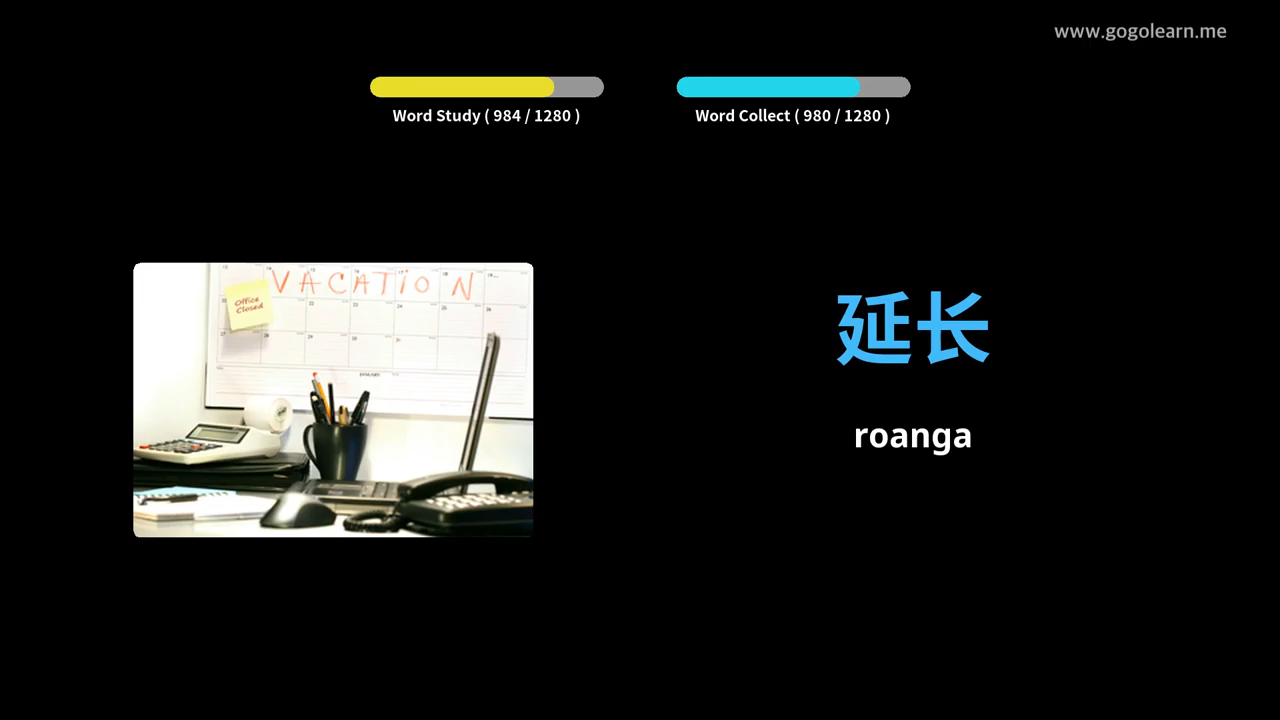 www.gogolearn.me
Word Study ( 984 / 1280 )
Word Collect ( 980 / 1280 )
VACATION
Office
Closed
延长
roanga